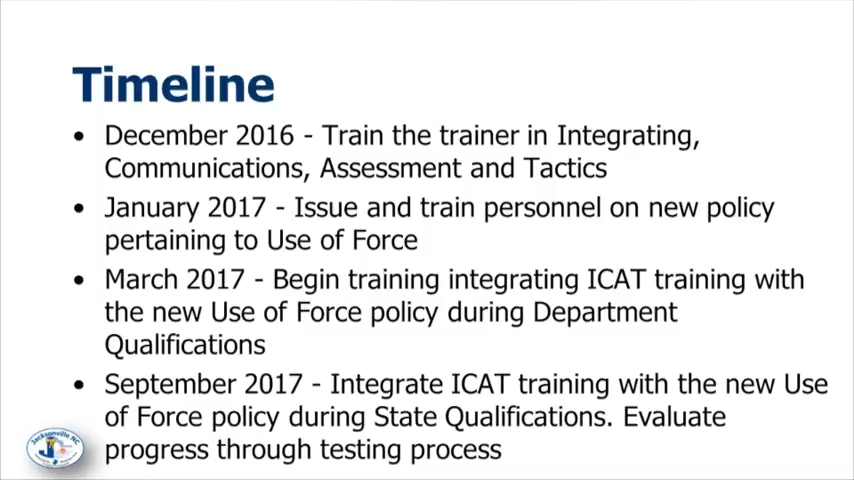 Timeline
• December 2016 - Train the trainer in Integrating,
Communications, Assessment and Tactics
• January 2017 - Issue and train personnel on new policy
pertaining to Use of Force
• March 2017 - Begin training integrating ICAT training with
the new Use of Force policy during Department
Qualifications
• September 2017 - Integrate ICAT training with the new Use
of Force policy during State Qualifications. Evaluate
progress through testing process
Jacksonville NC